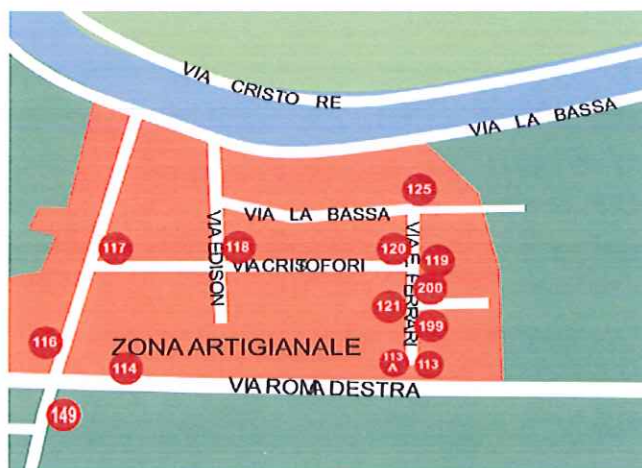 VIA CRISTO RE
VIA LA BASSA
125
VIA LA BASSA
117
118
120
119
VIA EDISON
VIA CRISTOFORI
VIA E. FERRARI
200
121
199
116
ZONA ARTIGIANALE
113
A
113
114
VIA ROMA DESTRA
149